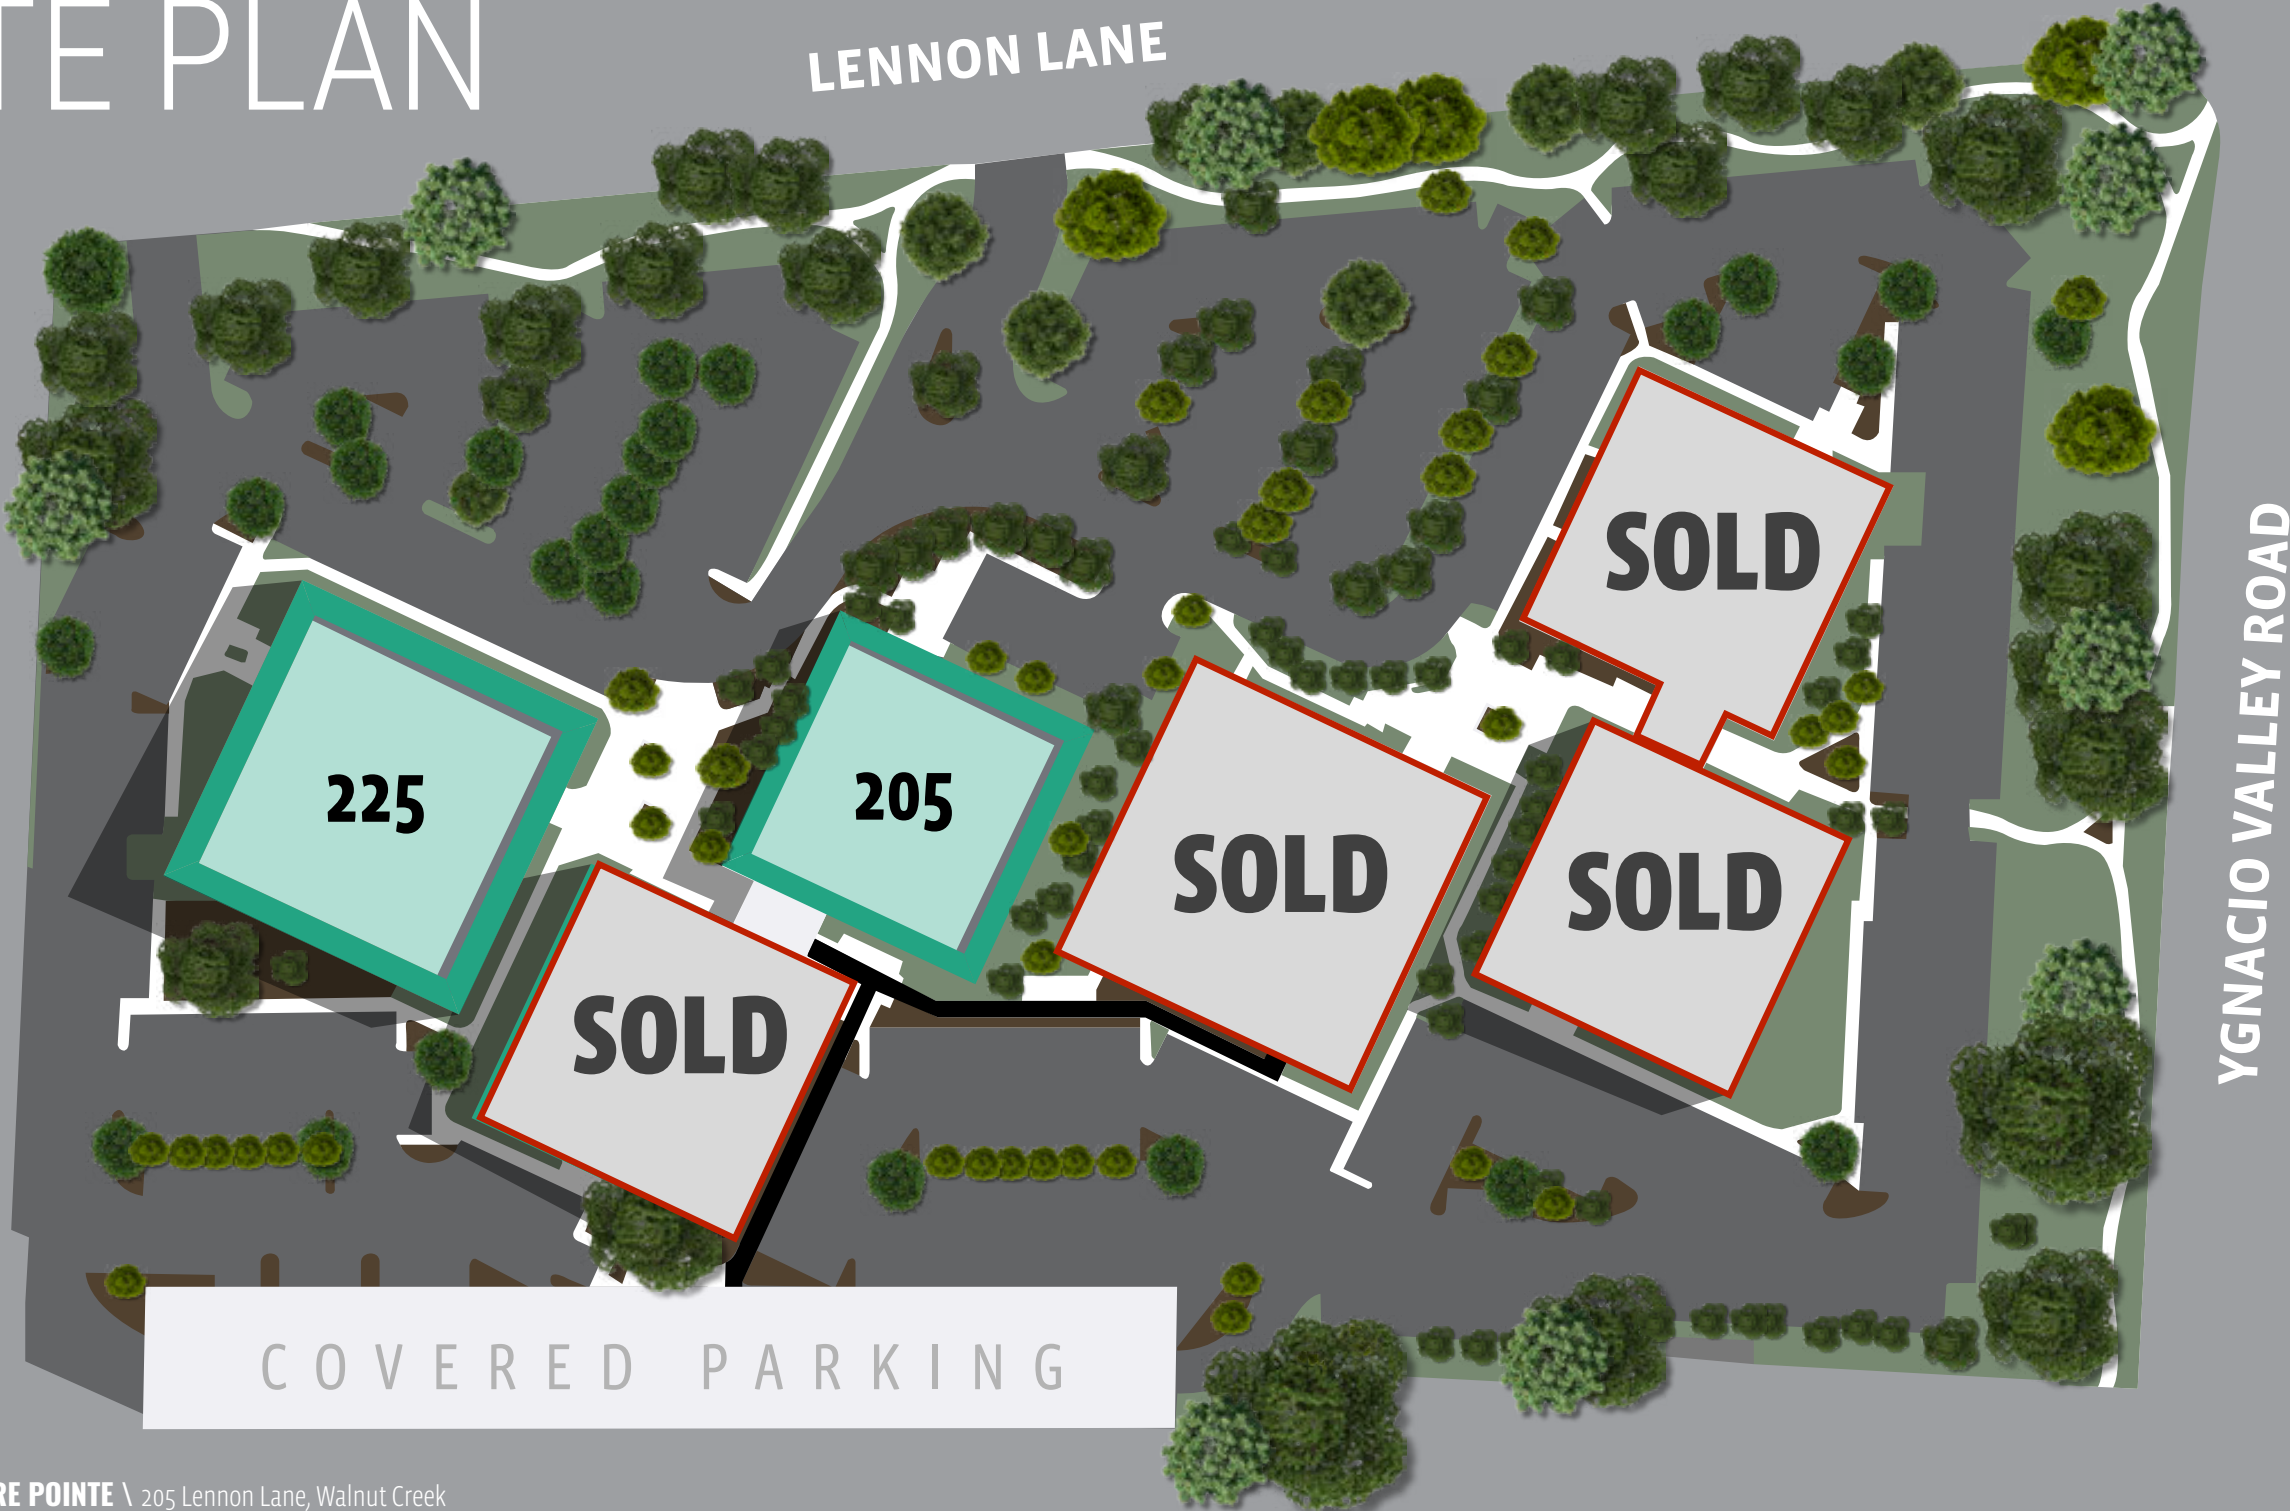 TE PLAN
LENNON LANE
YGNACIO VALLEY ROAD
SOLD
225
205
SOLD
SOLD
SOLD
COVERED PARKING
RE POINTE \ 205 Lennon Lane, Walnut Creek